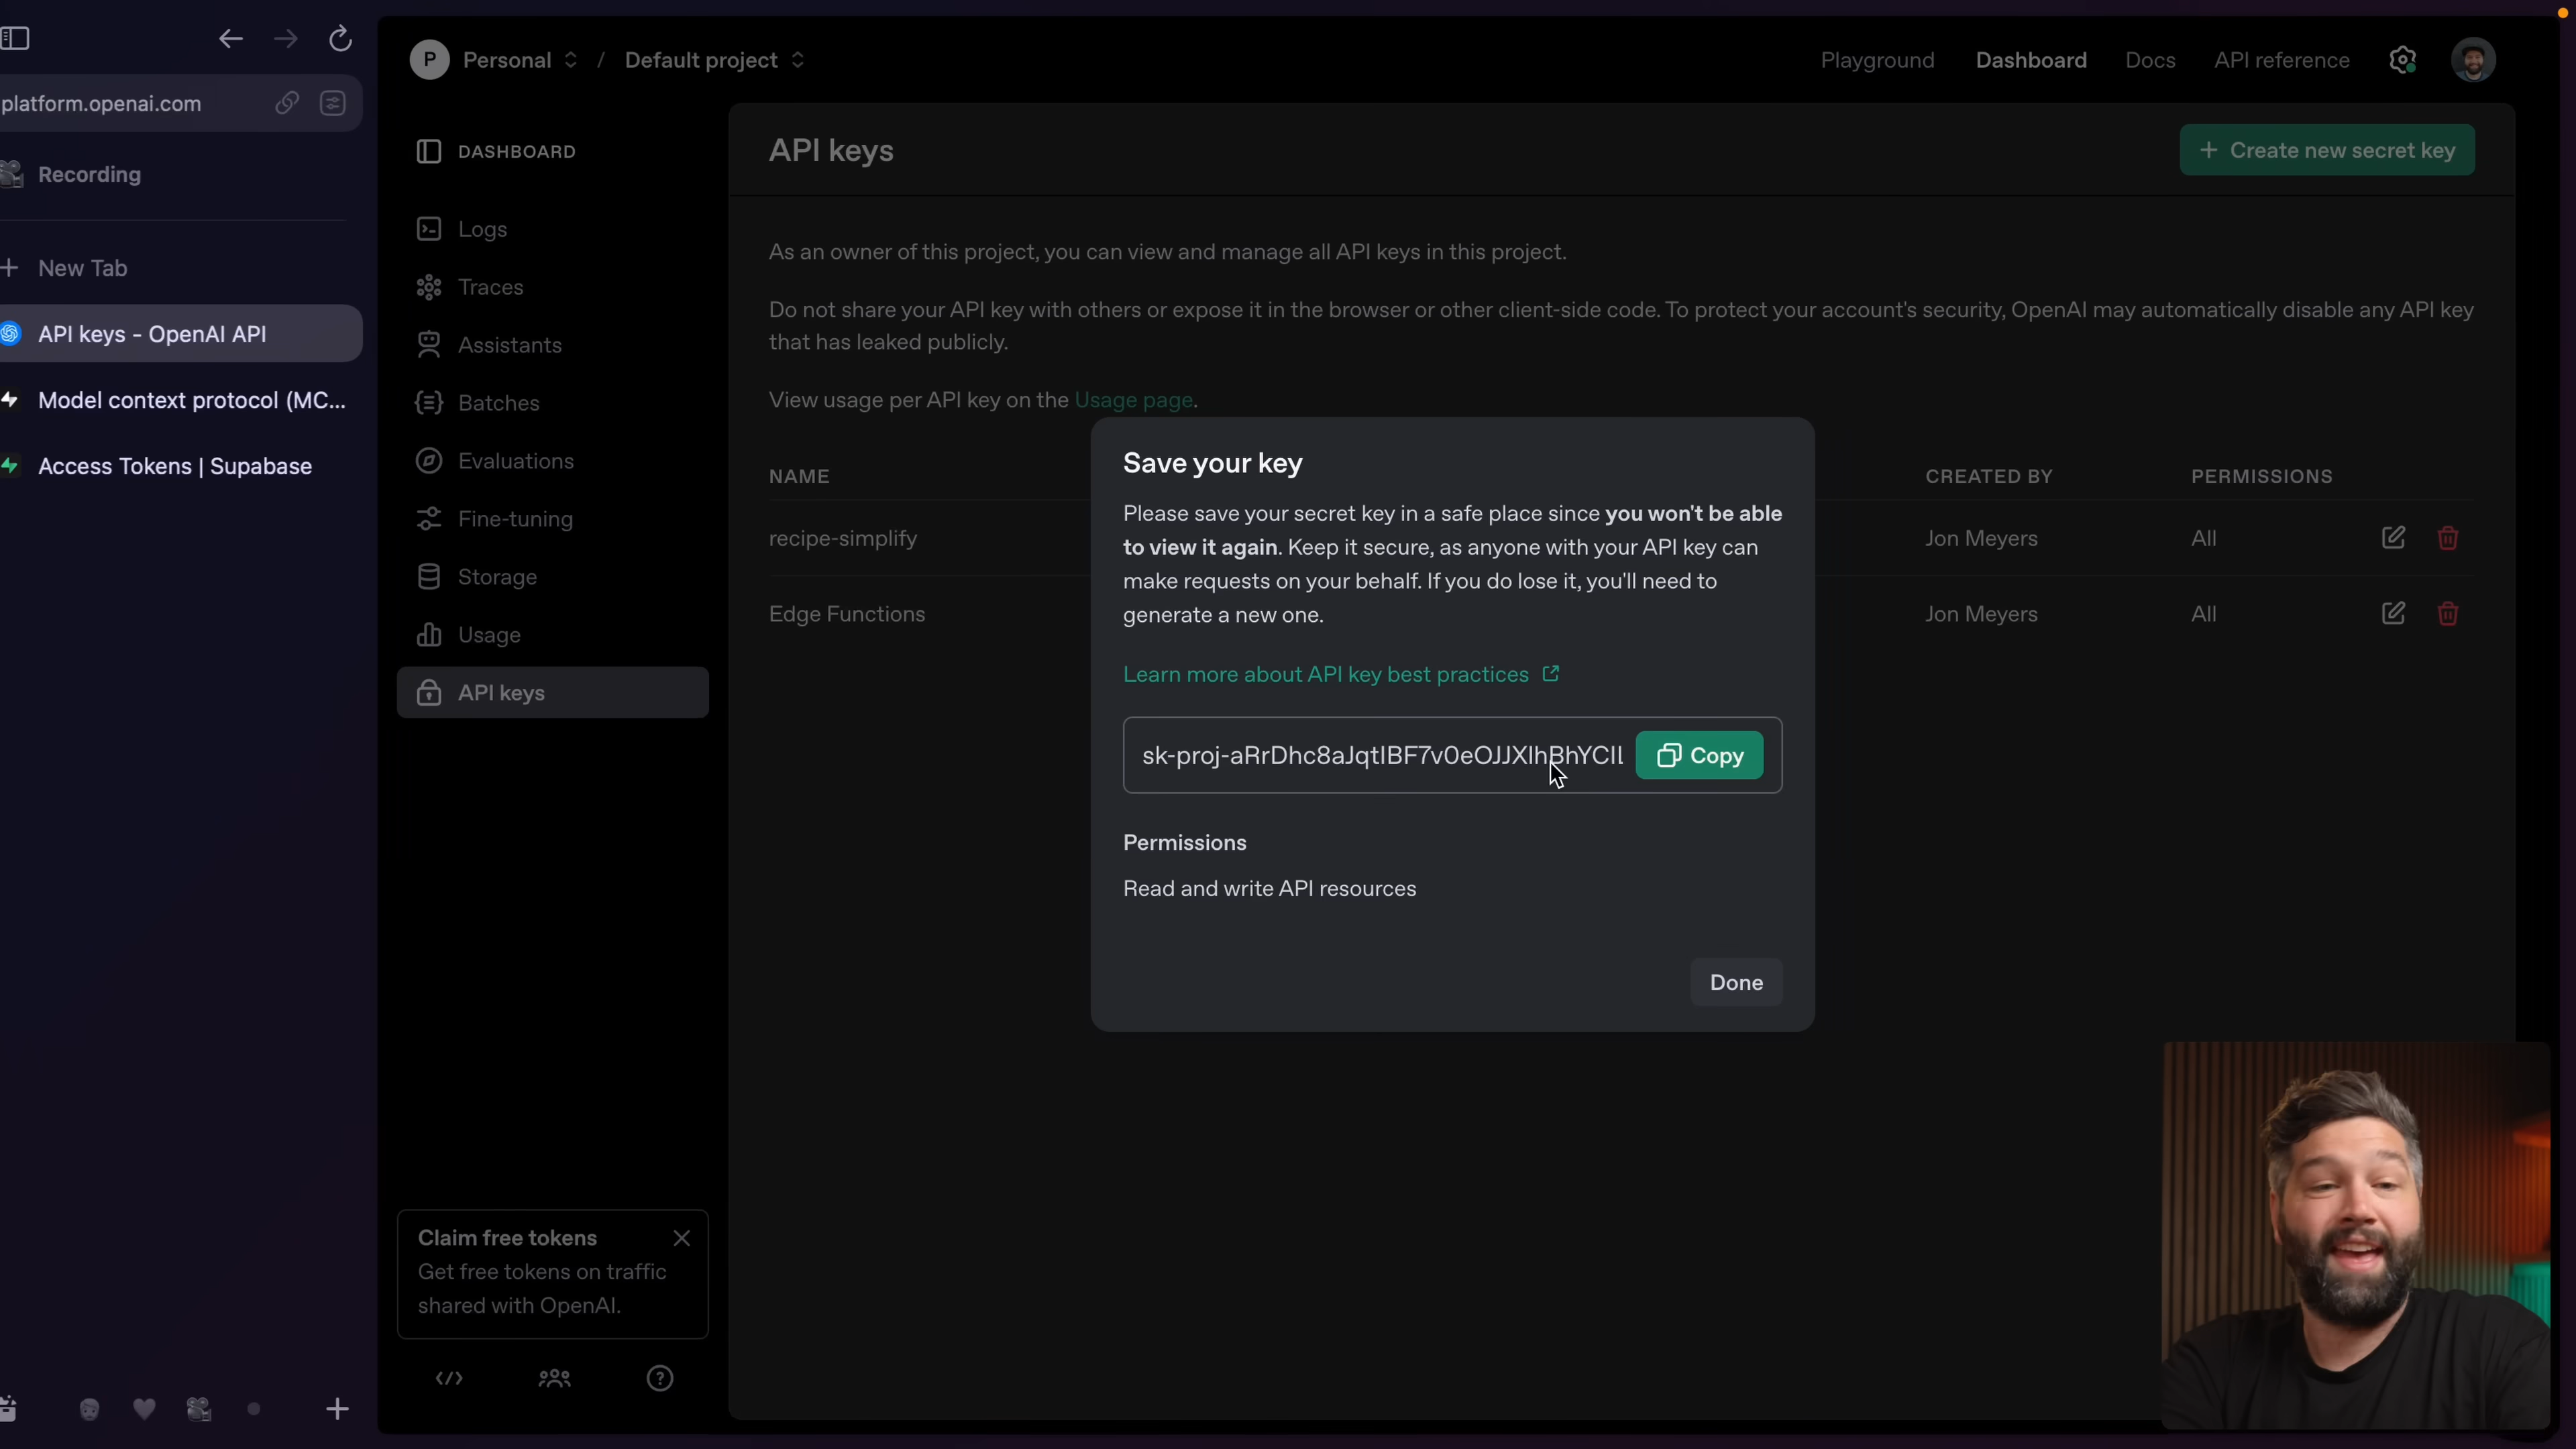 platform.openai.com
Recording
New Tab
API keys - OpenAI API
Model context protocol (MC...
Access Tokens | Supabase
P Personal / Default project
Playground Dashboard Docs API reference
DASHBOARD
Logs
Traces
Assistants
Batches
Evaluations
Fine-tuning
Storage
Usage
API keys
Claim free tokens
Get free tokens on traffic
shared with OpenAI.
API keys
+ Create new secret key
As an owner of this project, you can view and manage all API keys in this project.
Do not share your API key with others or expose it in the browser or other client-side code. To protect your account's security, OpenAI may automatically disable any API key
that has leaked publicly.
View usage per API key on the Usage page.
NAME CREATED BY PERMISSIONS
recipe-simplify Jon Meyers All
Edge Functions Jon Meyers All
Save your key
Please save your secret key in a safe place since you won't be able
to view it again. Keep it secure, as anyone with your API key can
make requests on your behalf. If you do lose it, you'll need to
generate a new one.
Learn more about API key best practices
Copy
Permissions
Read and write API resources
Done